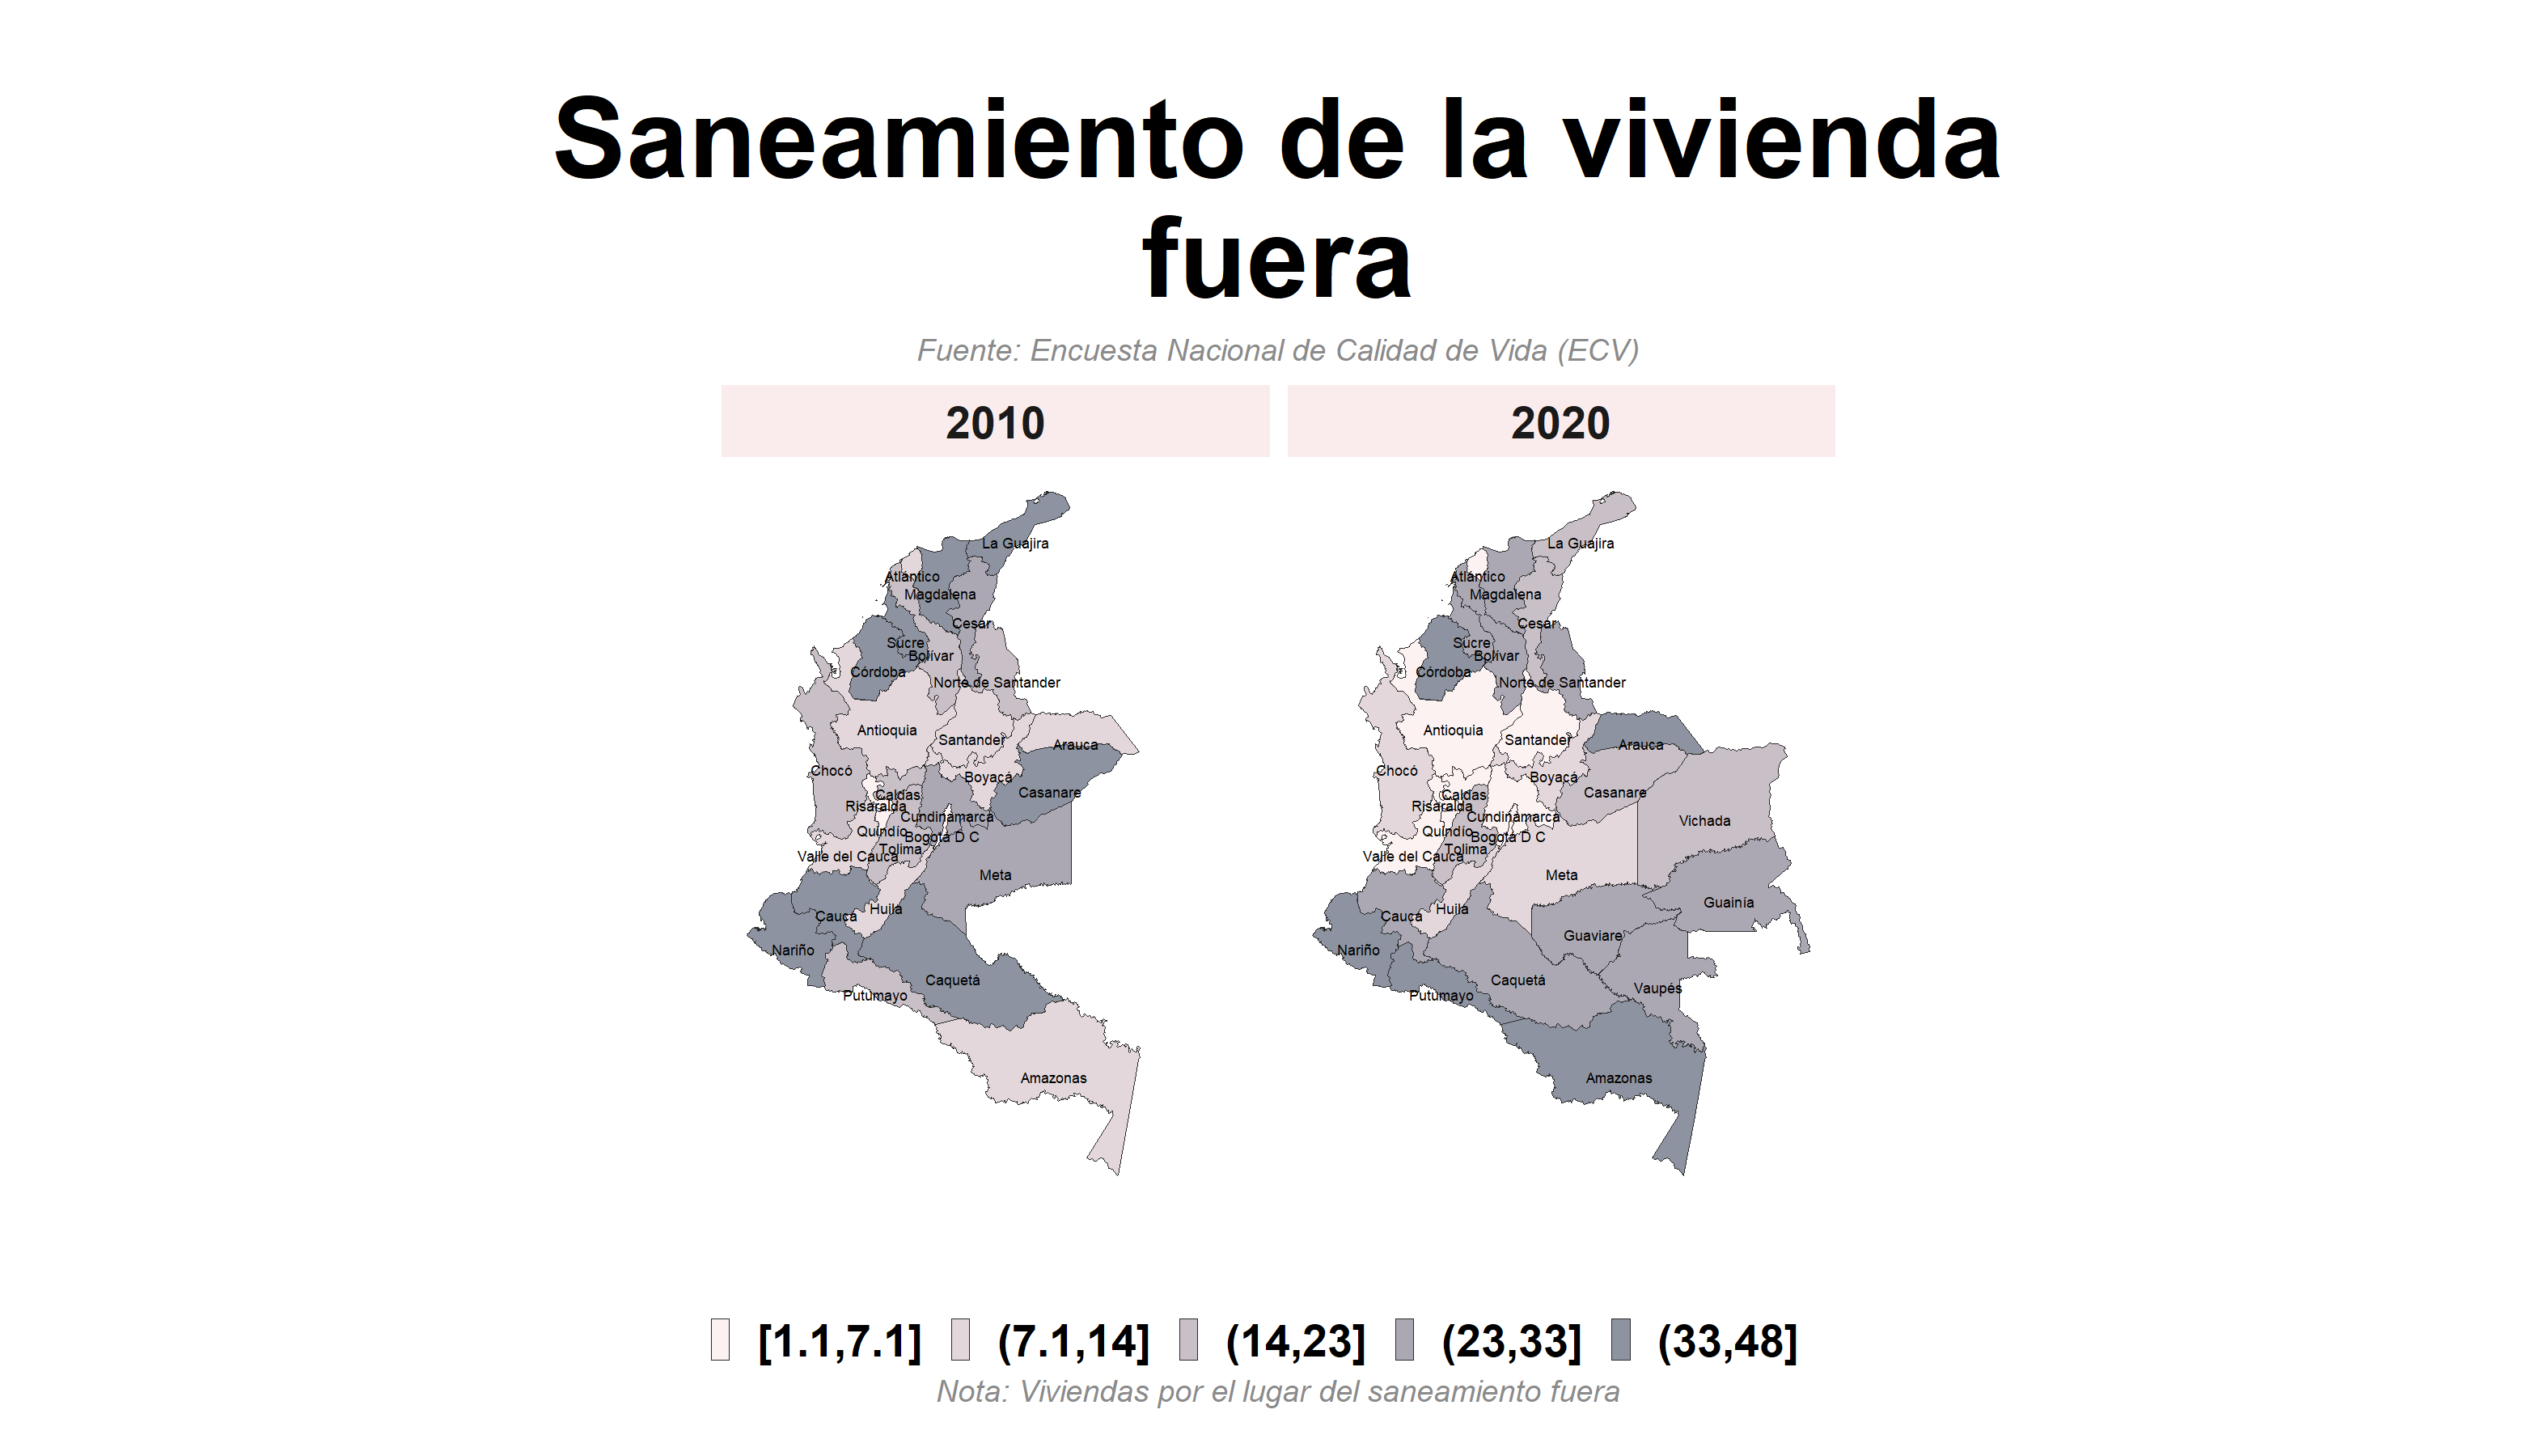 Saneamiento de la vivienda
fuera
Fuente: Encuesta Nacional de Calidad de Vida (ECV)
2010
2020
La Guajira
Atlántico
Magdalena
Cesar
Sucre
Bolívar
Córdoba
Norte de Santander
Antioquia
Santander
Arauca
Chocó
Boyacá
Casanare
Caldas
Risaralda
Cundinamarca
Quindío
Bogotá D C
Tolima
Valle del Cauca
Meta
Huila
Cauca
Nariño
Caquetá
Putumayo
Amazonas
La Guajira
Atlántico
Magdalena
Cesar
Sucre
Bolívar
Córdoba
Norte de Santander
Antioquia
Santander
Arauca
Chocó
Boyacá
Casanare
Caldas
Risaralda
Cundinamarca
Vichada
Quindío
Bogotá D C
Tolima
Valle del Cauca
Meta
Guainía
Huila
Cauca
Guaviare
Nariño
Caquetá
Vaupés
Putumayo
Amazonas
[1.1,7.1] (7.1,14] (14,23] (23,33] (33,48]
Nota: Viviendas por el lugar del saneamiento fuera